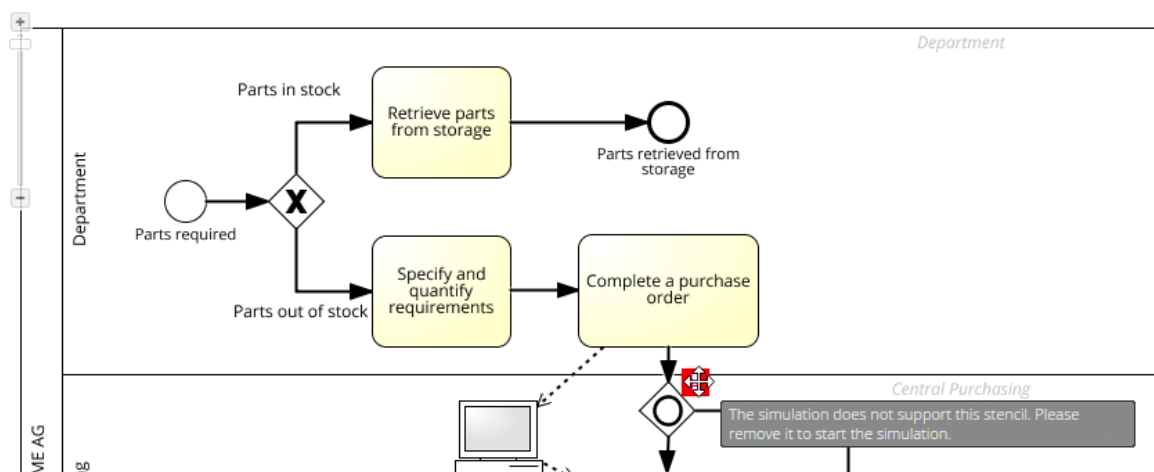 Department
Parts in stock
Retrieve parts
from storage
Parts retrieved from
storage
Department
X
Parts required
Specify and
quantify
requirements
Complete a purchase
order
Parts out of stock
Central Purchasing
The simulation does not support this stencil. Please
remove it to start the simulation.
ME AG
g